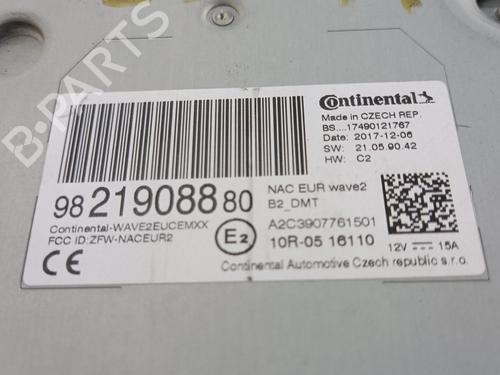 B-PARTS
Continental
Made in CZECH REP.
BS....17490121767
Date: 2017-12-06
SW: 21.05.90.42
HW: C2
98 219088 80
NAC EUR wave2
B2_DMT
Continental-WAVE2EUCEMXX
FCC ID:ZFW-NACEUR2
E2
A2C3907761501
10R-05 16110
12V 15A
CE
Continental Automotive Czech republic s.r.o.